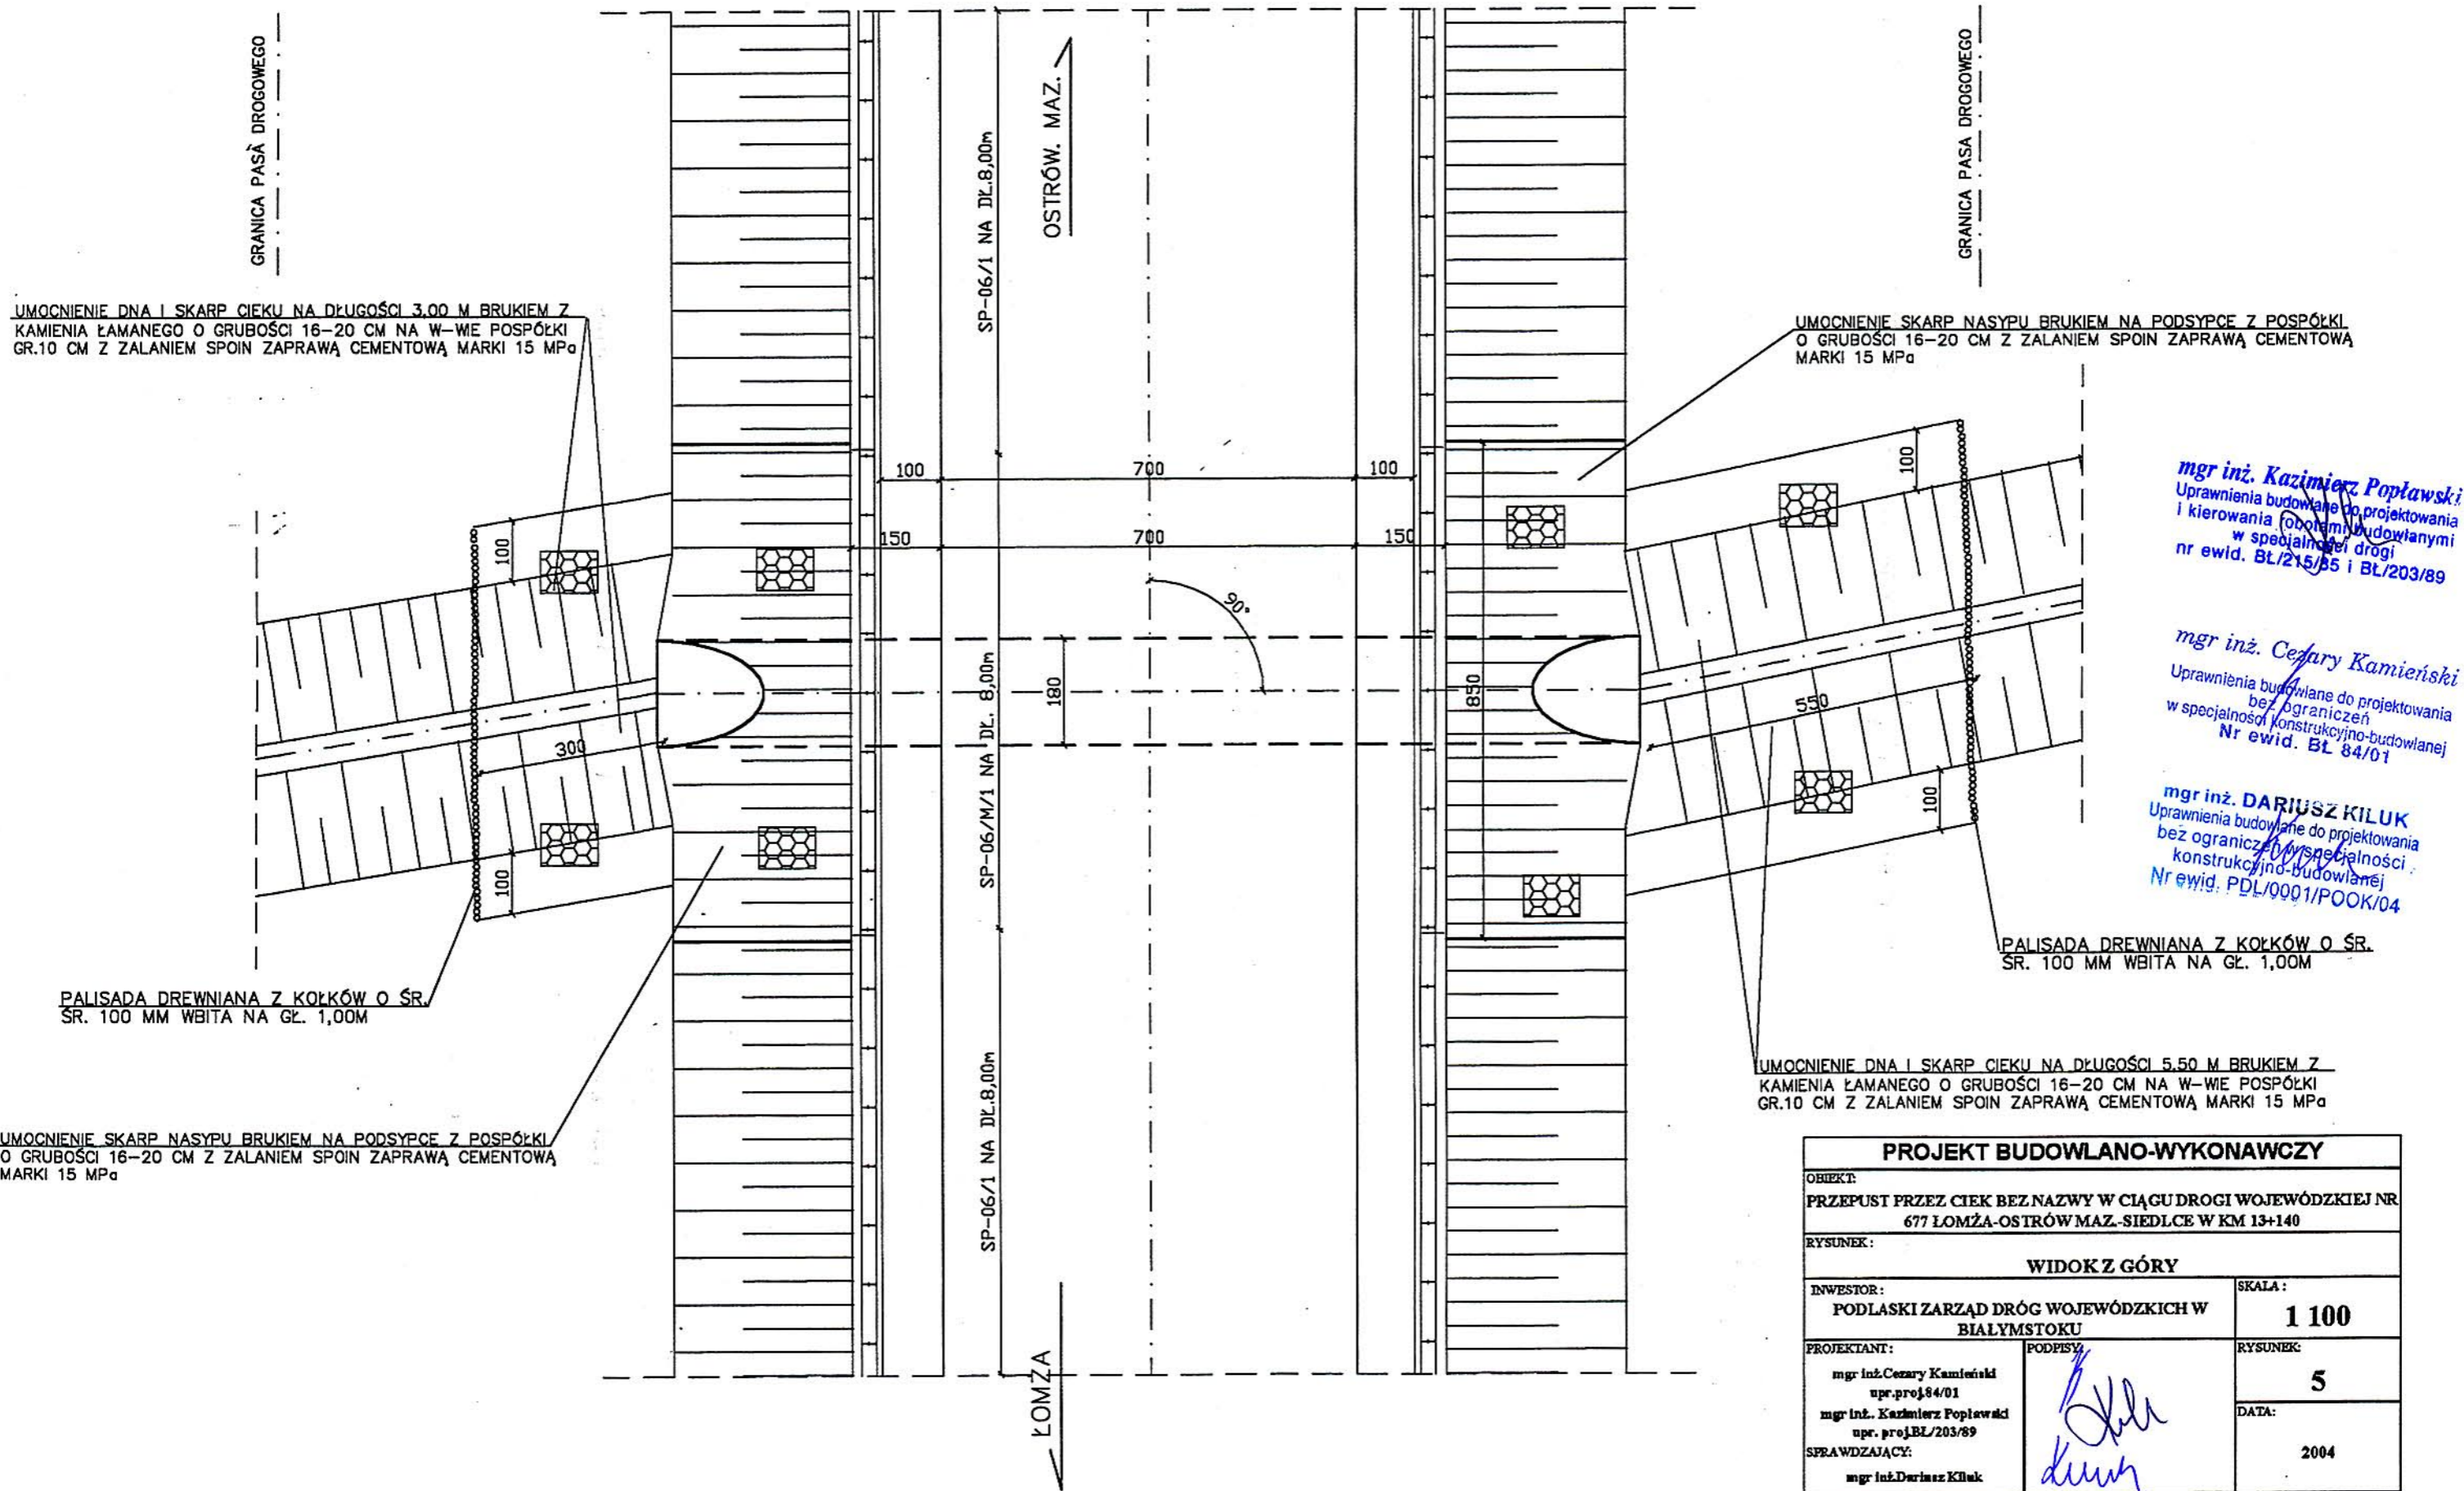 GRANICA PASA DROGOWEGO
OSTRÓW. MAZ.
SP-06/1 NA DŁ.8,00m
GRANICA PASA DROGOWEGO
UMOCNIENIE DNA I SKARP CIEKU NA DŁUGOŚCI 3,00 M BRUKIEM Z
KAMIENIA ŁAMANEGO O GRUBOŚCI 16-20 CM NA W-WIE POSPÓŁKI
GR.10 CM Z ZALANIEM SPOIN ZAPRAWĄ CEMENTOWĄ MARKI 15 MPa
UMOCNIENIE SKARP NASYPU BRUKIEM NA PODSYPCE Z POSPÓŁKI
O GRUBOŚCI 16-20 CM Z ZALANIEM SPOIN ZAPRAWĄ CEMENTOWĄ
MARKI 15 MPa
100
700
100
150
700
150
100
100
90°
180
850
300
550
100
100
SP-06/M/1 NA DŁ. 8,00m
mgr inż. Kazimierz Popławski
Uprawnienia budowlane do projektowania
i kierowania robotami budowlanymi
w specjalności drogi
nr ewid. BŁ/215/85 i BŁ/203/89
mgr inż. Cezary Kamieński
Uprawnienia budowlane do projektowania
bez ograniczeń
w specjalności konstrukcyjno-budowlanej
Nr ewid. BŁ 84/01
mgr inż. DARIUSZ KILUK
Uprawnienia budowlane do projektowania
bez ograniczeń w specjalności
konstrukcyjno-budowlanej
Nr ewid. PDL/0001/POOK/04
PALISADA DREWNIANA Z KOŁKÓW O ŚR.
ŚR. 100 MM WBITA NA GŁ. 1,00M
PALISADA DREWNIANA Z KOŁKÓW O ŚR.
ŚR. 100 MM WBITA NA GŁ. 1,00M
UMOCNIENIE SKARP NASYPU BRUKIEM NA PODSYPCE Z POSPÓŁKI
O GRUBOŚCI 16-20 CM Z ZALANIEM SPOIN ZAPRAWĄ CEMENTOWĄ
MARKI 15 MPa
SP-06/1 NA DŁ.8,00m
ŁOMŻA
UMOCNIENIE DNA I SKARP CIEKU NA DŁUGOŚCI 5,50 M BRUKIEM Z
KAMIENIA ŁAMANEGO O GRUBOŚCI 16-20 CM NA W-WIE POSPÓŁKI
GR.10 CM Z ZALANIEM SPOIN ZAPRAWĄ CEMENTOWĄ MARKI 15 MPa
PROJEKT BUDOWLANO-WYKONAWCZY
OBIEKT:
PRZEPUST PRZEZ CIEK BEZ NAZWY W CIĄGU DROGI WOJEWÓDZKIEJ NR
677 ŁOMŻA-OSTRÓW MAZ.-SIEDLCE W KM 13+140
RYSUNEK:
WIDOK Z GÓRY
INWESTOR:
PODLASKI ZARZĄD DRÓG WOJEWÓDZKICH W
BIAŁYMSTOKU
SKALA:
1 100
PROJEKTANT:
mgr inż.Cezary Kamieński
upr.proj.84/01
mgr inż.. Kazimierz Popławski
upr. proj.BŁ/203/89
SPRAWDZAJĄCY:
mgr inż.Dariusz Kiluk
PODPISY:
RYSUNEK:
5
DATA:
2004